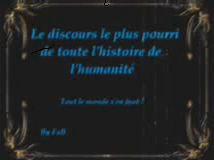 Le discours le plus pourri
de toute l'histoire de
l'humanité
Tout le monde s'en fout !